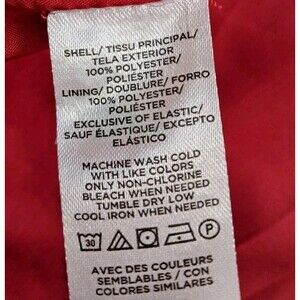 SHELL/ TISSU PRINCIPAL/
TELA EXTERIOR
100% POLYESTER/
POLIÉSTER
LINING/ DOUBLURE/ FORRO
100% POLYESTER/
POLIÉSTER
EXCLUSIVE OF ELASTIC/
SAUF ÉLASTIQUE/ EXCEPTO
ELÁSTICO
MACHINE WASH COLD
WITH LIKE COLORS
ONLY NON-CHLORINE
BLEACH WHEN NEEDED
TUMBLE DRY LOW
COOL IRON WHEN NEEDED
30 P
AVEC DES COULEURS
SEMBLABLES / CON
COLORES SIMILARES